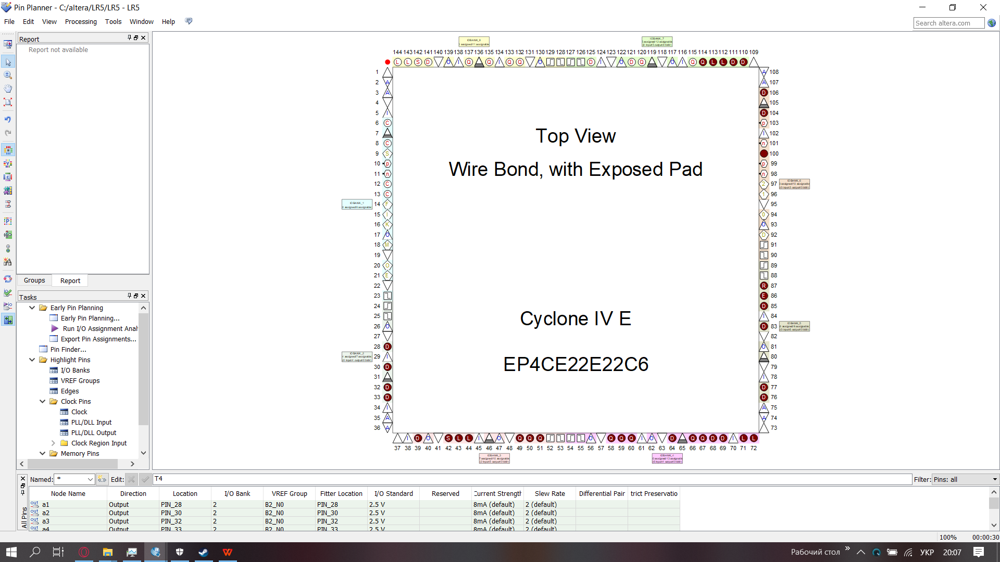 Pin Planner - C:/altera/LR5/LR5 - LR5
File Edit View Processing Tools Window Help
Search altera.com
Report
Report not available
Groups Report
Tasks
Early Pin Planning
Early Pin Planning...
Run I/O Assignment Anal
Export Pin Assignments...
Pin Finder...
Highlight Pins
I/O Banks
VREF Groups
Edges
Clock Pins
Clock
PLL/DLL Input
PLL/DLL Output
Clock Region Input
Memory Pins
IOBANK_8
IOBANK_7
144 143 142 141 140 139 138 137 136 135 134 133 132 131 130 129 128 127 126 125 124 123 122 121 120 119 118 117 116 115 114 113 112 111 110 109
L L S D O I Q Q I Q Q O D I O D Q O I Q Q L L D D
1 108
2 A A 107
3 A D 106
4 105
5 I D 104
6 C p 103
7 I 102
8 C n 101
9 S 100
10 p p 99
11 n n 98
12 C 2 97
13 C 1 96
14 F 95
15 I 0 94
16 K O 93
17 O D 92
18 M 91
19 90
20 O 89
21 E 88
22 R 87
23 E 86
24 D 85
25 I 84
26 O D 83
27 82
28 D O 81
29 I 80
30 D 79
31 I 78
32 D D 77
33 D D 76
34 I A 75
35 A A 74
36 A 73
IOBANK_1
IOBANK_2
IOBANK_6
IOBANK_5
Top View
Wire Bond, with Exposed Pad
Cyclone IV E
EP4CE22E22C6
I D O S L L I O Q Q Q O Q Q Q I O D Q Q D D I L L
37 38 39 40 41 42 43 44 45 46 47 48 49 50 51 52 53 54 55 56 57 58 59 60 61 62 63 64 65 66 67 68 69 70 71 72
IOBANK_3
IOBANK_4
Named: * Edit: T4 Filter: Pins: all
All Pins
Node Name Direction Location I/O Bank VREF Group Fitter Location I/O Standard Reserved Current Strength Slew Rate Differential Pair trict Preservatio
out a1 Output PIN_28 2 B2_N0 PIN_28 2.5 V 8mA (default) 2 (default)
out a2 Output PIN_30 2 B2_N0 PIN_30 2.5 V 8mA (default) 2 (default)
out a3 Output PIN_32 2 B2_N0 PIN_32 2.5 V 8mA (default) 2 (default)
out a4 Output PIN_33 2 B2_N0 PIN_33 2.5 V 8mA (default) 2 (default)
100% 00:00:30
Рабочий стол » УКР 20:07